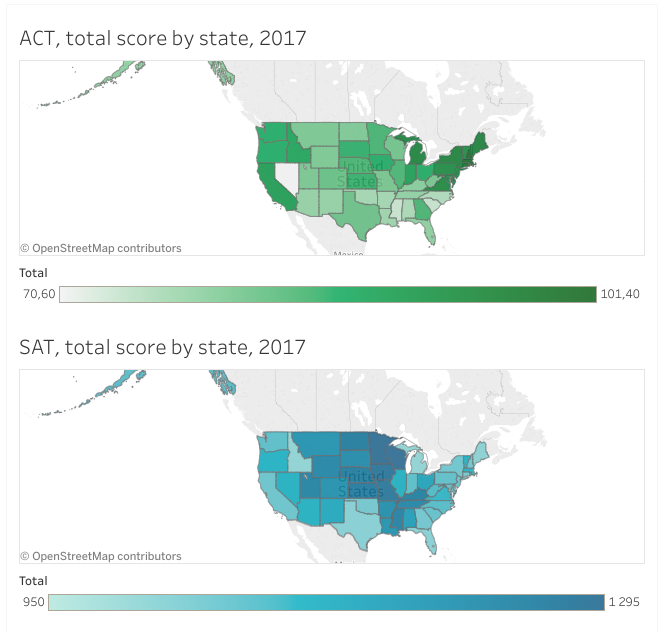 ACT, total score by state, 2017
United
States
Mexico
© OpenStreetMap contributors
Total
70,60
101,40
SAT, total score by state, 2017
United
States
© OpenStreetMap contributors
Total
950
1 295